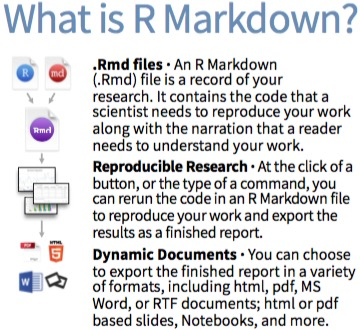 What is R Markdown?
.Rmd files · An R Markdown
(.Rmd) file is a record of your
research. It contains the code that a
scientist needs to reproduce your work
along with the narration that a reader
needs to understand your work.
Reproducible Research · At the click of a
button, or the type of a command, you
can rerun the code in an R Markdown file
to reproduce your work and export the
results as a finished report.
Dynamic Documents · You can choose
to export the finished report in a variety
of formats, including html, pdf, MS
Word, or RTF documents; html or pdf
based slides, Notebooks, and more.
R
md
Rmd
PDF
HTML
5
W